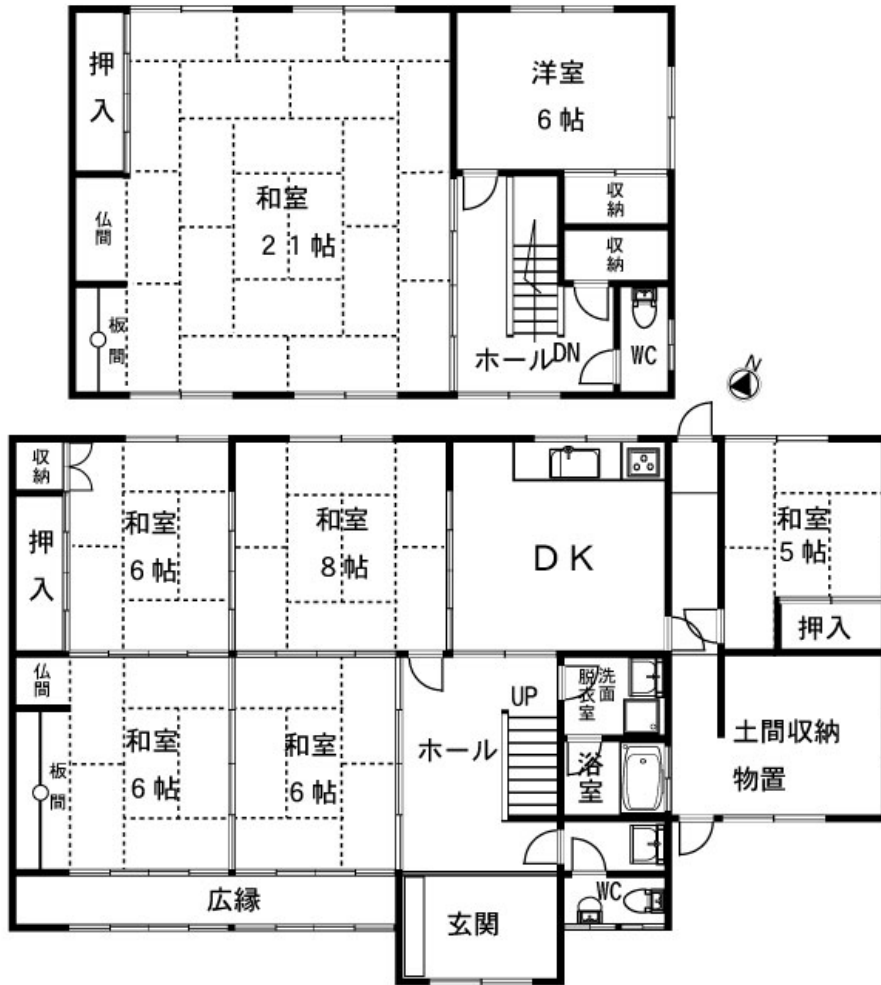 押
入
洋室
6帖
仏間
和室
21帖
収納
収納
板間
ホール
DN
WC
N
収納
押
入
和室
6帖
和室
8帖
DK
和室
5帖
押入
仏間
板間
和室
6帖
和室
6帖
ホール
UP
洗面
脱衣室
浴室
土間収納
物置
広縁
玄関
WC